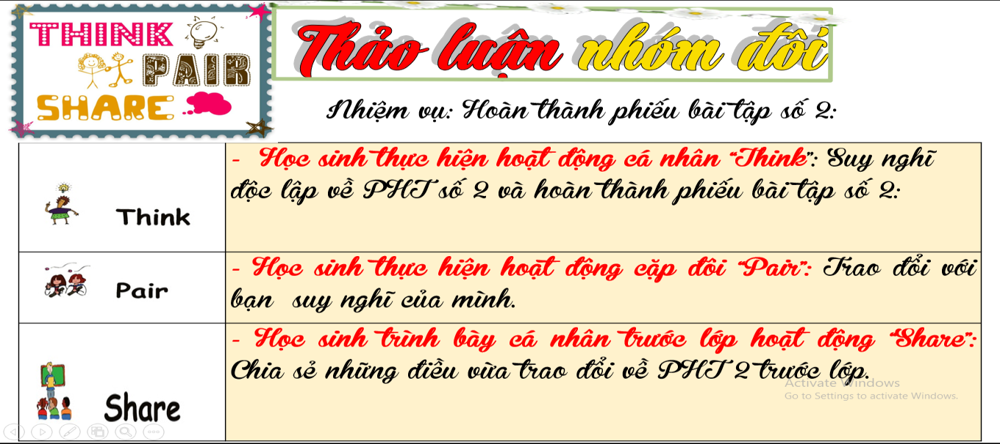 THINK
PAIR
SHARE
Thảo luận nhóm đôi
Nhiệm vụ: Hoàn thành phiếu bài tập số 2:
Think
- Học sinh thực hiện hoạt động cá nhân “Think”: Suy nghĩ
độc lập về PHT số 2 và hoàn thành phiếu bài tập số 2:
Pair
- Học sinh thực hiện hoạt động cặp đôi “Pair”: Trao đổi với
bạn suy nghĩ của mình.
Share
- Học sinh trình bày cá nhân trước lớp hoạt động “Share”:
Chia sẻ những điều vừa trao đổi về PHT 2 trước lớp.
Activate Windows
Go to Settings to activate Windows.